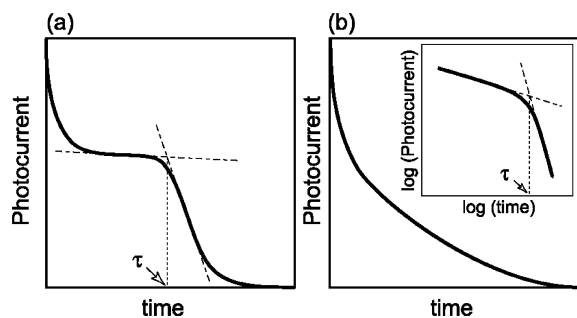 (a)
Photocurrent
τ
time
(b)
Photocurrent
log (Photocurrent)
τ
log (time)
time